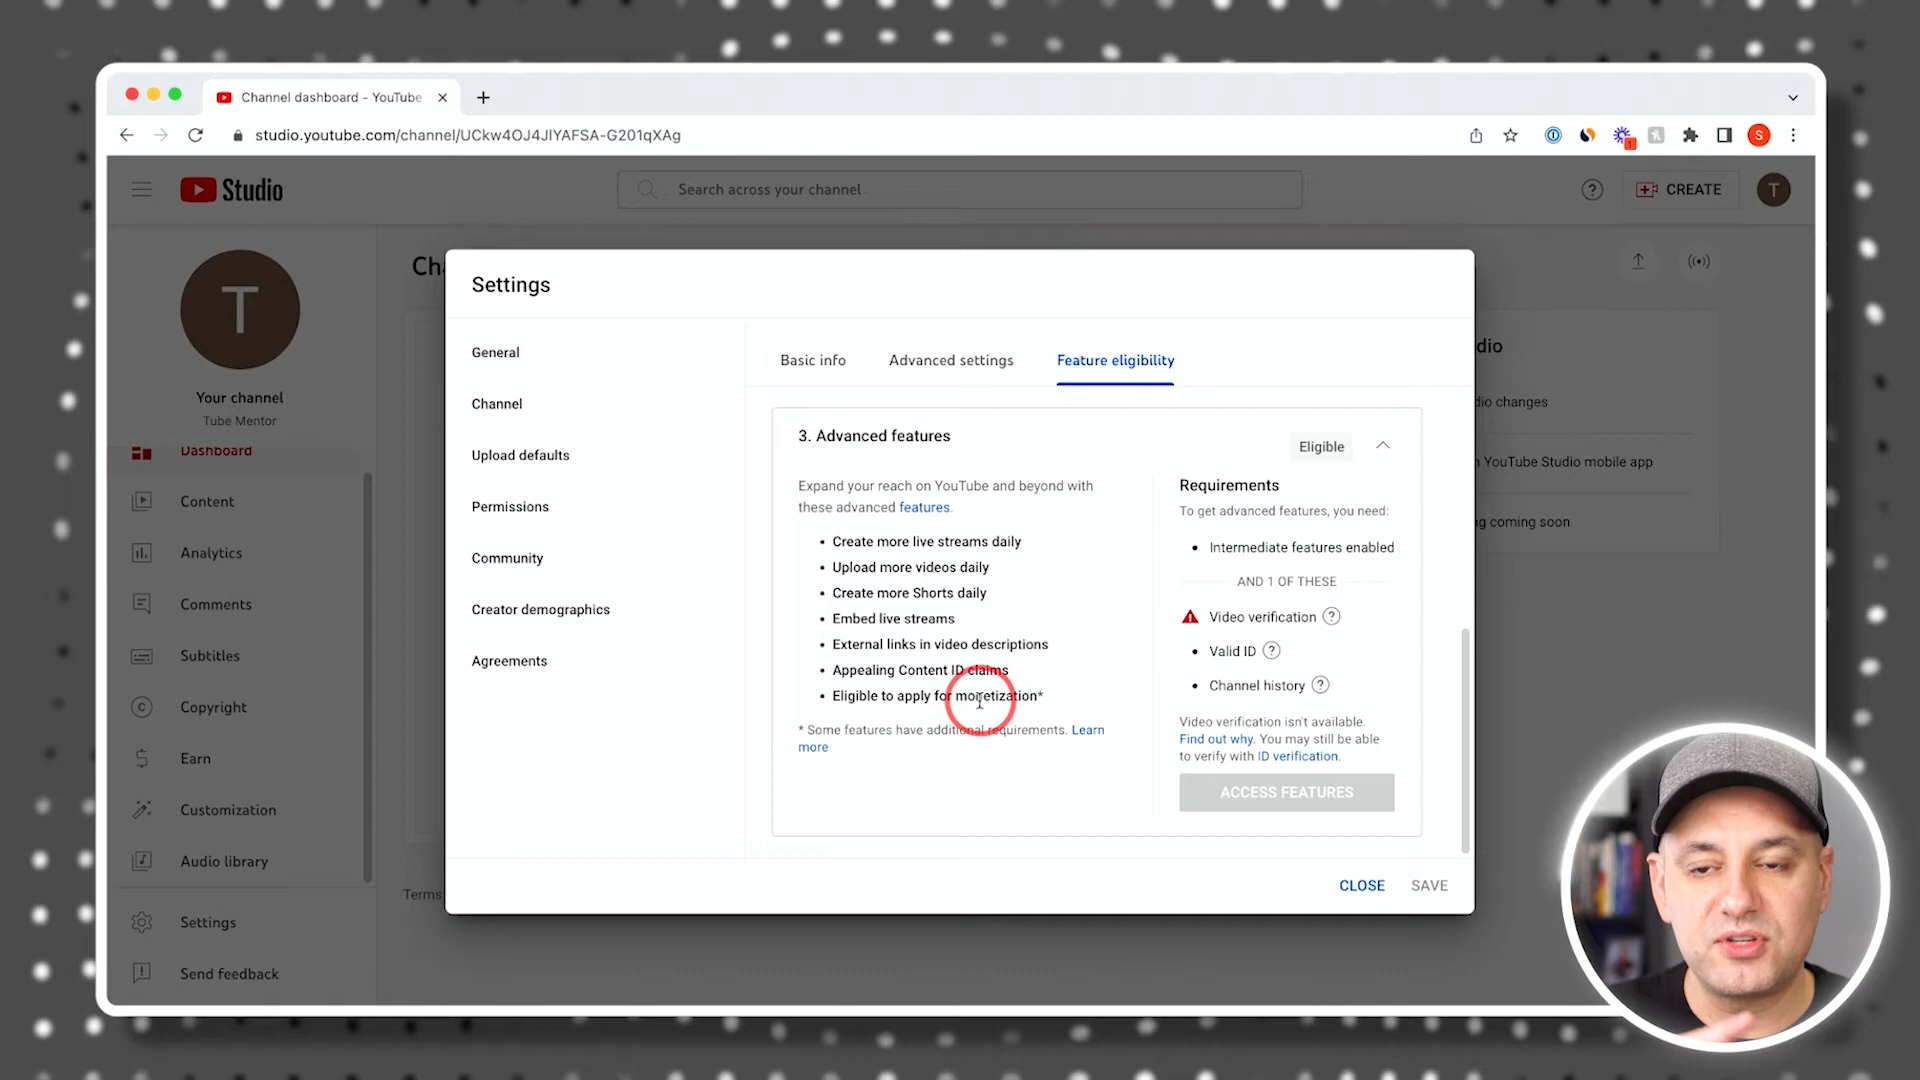 Channel dashboard - YouTube
studio.youtube.com/channel/UCkw4OJ4JIYAFSA-G201qXAg
1
S
Studio
Search across your channel
?
CREATE
T
T
Your channel
Tube Mentor
Dashboard
Content
Analytics
Comments
Subtitles
Copyright
Earn
Customization
Audio library
Settings
Send feedback
Ch
Terms
dio
dio changes
YouTube Studio mobile app
g coming soon
Settings
General
Channel
Upload defaults
Permissions
Community
Creator demographics
Agreements
Basic info
Advanced settings
Feature eligibility
3. Advanced features
Eligible
Expand your reach on YouTube and beyond with
these advanced features.
• Create more live streams daily
• Upload more videos daily
• Create more Shorts daily
• Embed live streams
• External links in video descriptions
• Appealing Content ID claims
• Eligible to apply for monetization*
* Some features have additional requirements. Learn
more
Requirements
To get advanced features, you need:
• Intermediate features enabled
AND 1 OF THESE
Video verification ?
• Valid ID ?
• Channel history ?
Video verification isn't available.
Find out why. You may still be able
to verify with ID verification.
ACCESS FEATURES
CLOSE
SAVE